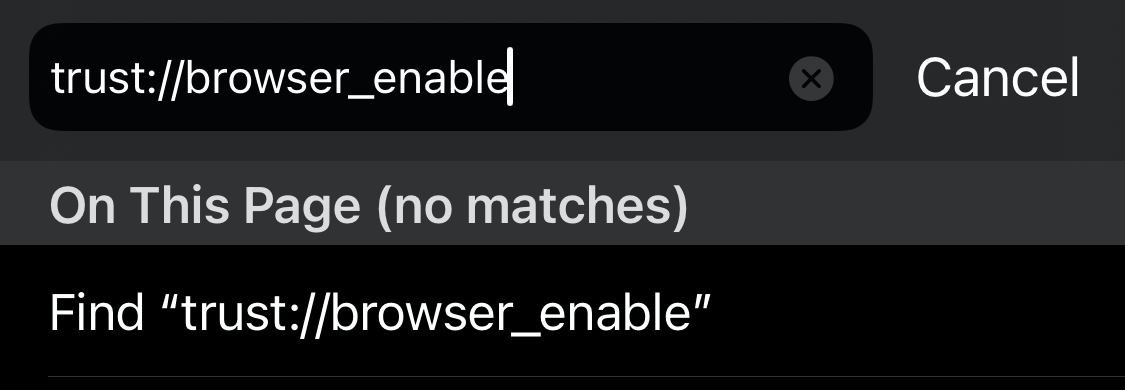 trust://browser_enable
Cancel
On This Page (no matches)
Find “trust://browser_enable”